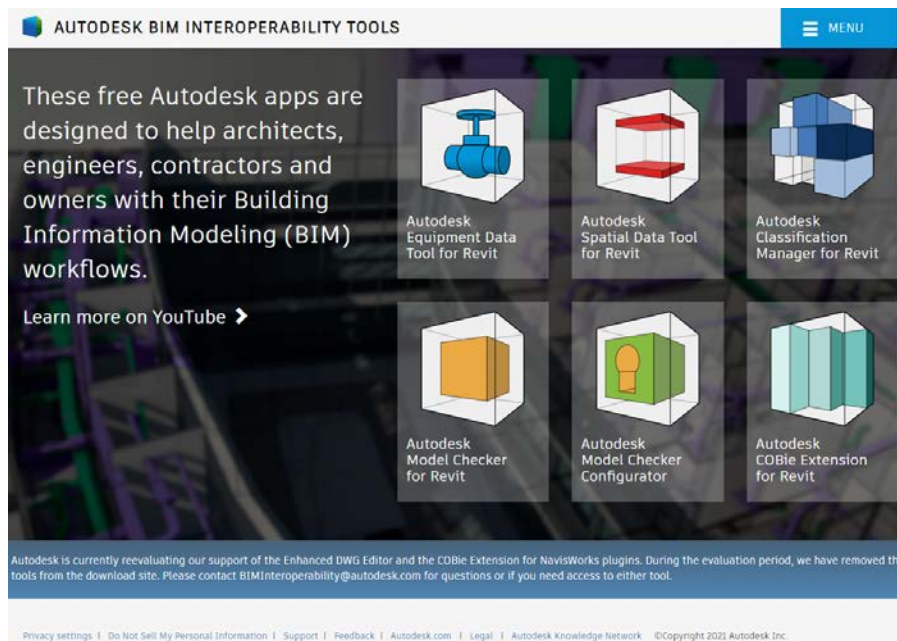 AUTODESK BIM INTEROPERABILITY TOOLS
MENU
These free Autodesk apps are
designed to help architects,
engineers, contractors and
owners with their Building
Information Modeling (BIM)
workflows.
Learn more on YouTube
Autodesk
Equipment Data
Tool for Revit
Autodesk
Spatial Data Tool
for Revit
Autodesk
Classification
Manager for Revit
Autodesk
Model Checker
for Revit
Autodesk
Model Checker
Configurator
Autodesk
COBie Extension
for Revit
Autodesk is currently reevaluating our support of the Enhanced DWG Editor and the COBie Extension for NavisWorks plugins. During the evaluation period, we have removed th
tools from the download site. Please contact BIMInteroperability@autodesk.com for questions or if you need access to either tool.
Privacy settings | Do Not Sell My Personal Information | Support | Feedback | Autodesk.com | Legal | Autodesk Knowledge Network ©Copyright 2021 Autodesk Inc.